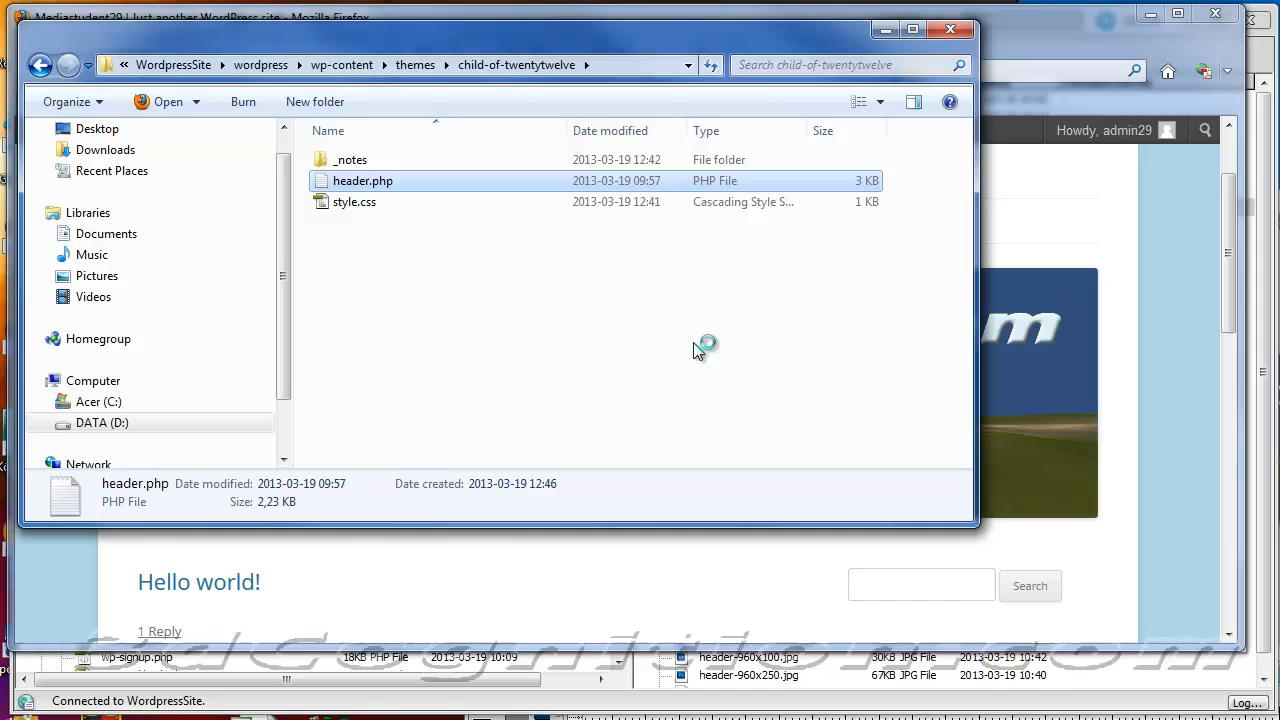 Mediastudent29 | Just another WordPress site - Mozilla Firefox
« WordpressSite wordpress wp-content themes child-of-twentytwelve
Search child-of-twentytwelve
Organize Open Burn New folder
Name Date modified Type Size
_notes 2013-03-19 12:42 File folder
header.php 2013-03-19 09:57 PHP File 3 KB
style.css 2013-03-19 12:41 Cascading Style S... 1 KB
Desktop
Downloads
Recent Places
Libraries
Documents
Music
Pictures
Videos
Homegroup
Computer
Acer (C:)
DATA (D:)
Network
header.php Date modified: 2013-03-19 09:57 Date created: 2013-03-19 12:46
PHP File Size: 2,23 KB
Howdy, admin29
m
Hello world!
Search
1 Reply
wp-signup.php 18KB PHP File 2013-03-19 10:09
header-960x100.jpg 30KB JPG File 2013-03-19 10:42
header-960x250.jpg 67KB JPG File 2013-03-19 10:40
Connected to WordpressSite.
Log...